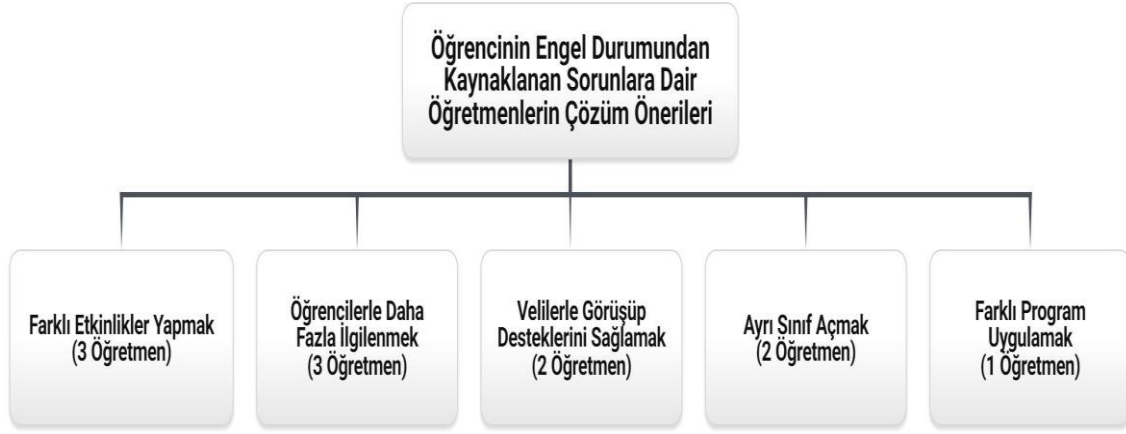 Öğrencinin Engel Durumundan
Kaynaklanan Sorunlara Dair
Öğretmenlerin Çözüm Önerileri
Farklı Etkinlikler Yapmak
(3 Öğretmen)
Öğrencilerle Daha
Fazla İlgilenmek
(3 Öğretmen)
Velilerle Görüşüp
Desteklerini Sağlamak
(2 Öğretmen)
Ayrı Sınıf Açmak
(2 Öğretmen)
Farklı Program
Uygulamak
(1 Öğretmen)